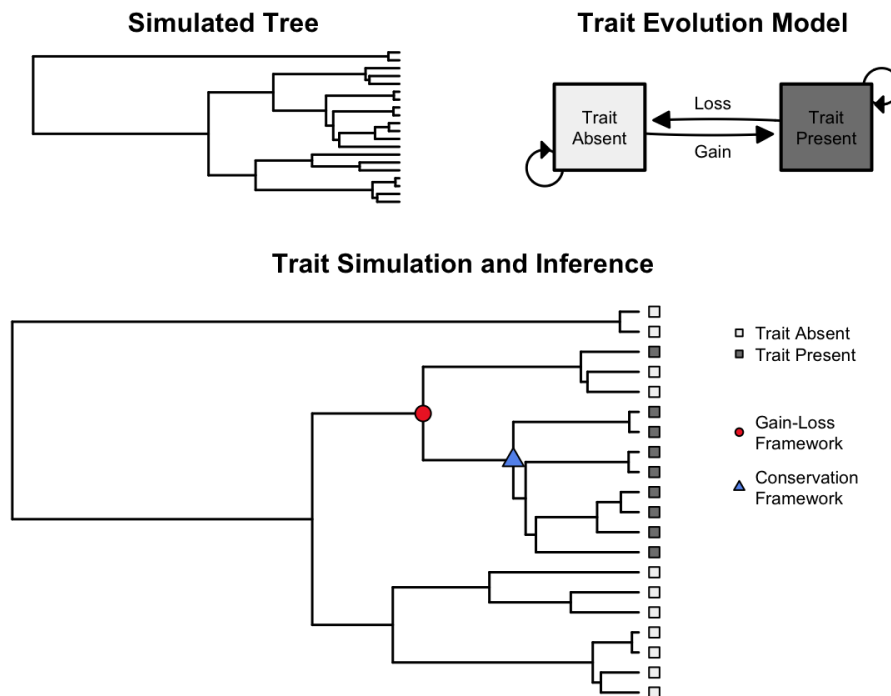 Simulated Tree
Trait Evolution Model
Trait
Absent
Loss
Gain
Trait
Present
Trait Simulation and Inference
Trait Absent
Trait Present
Gain-Loss
Framework
Conservation
Framework